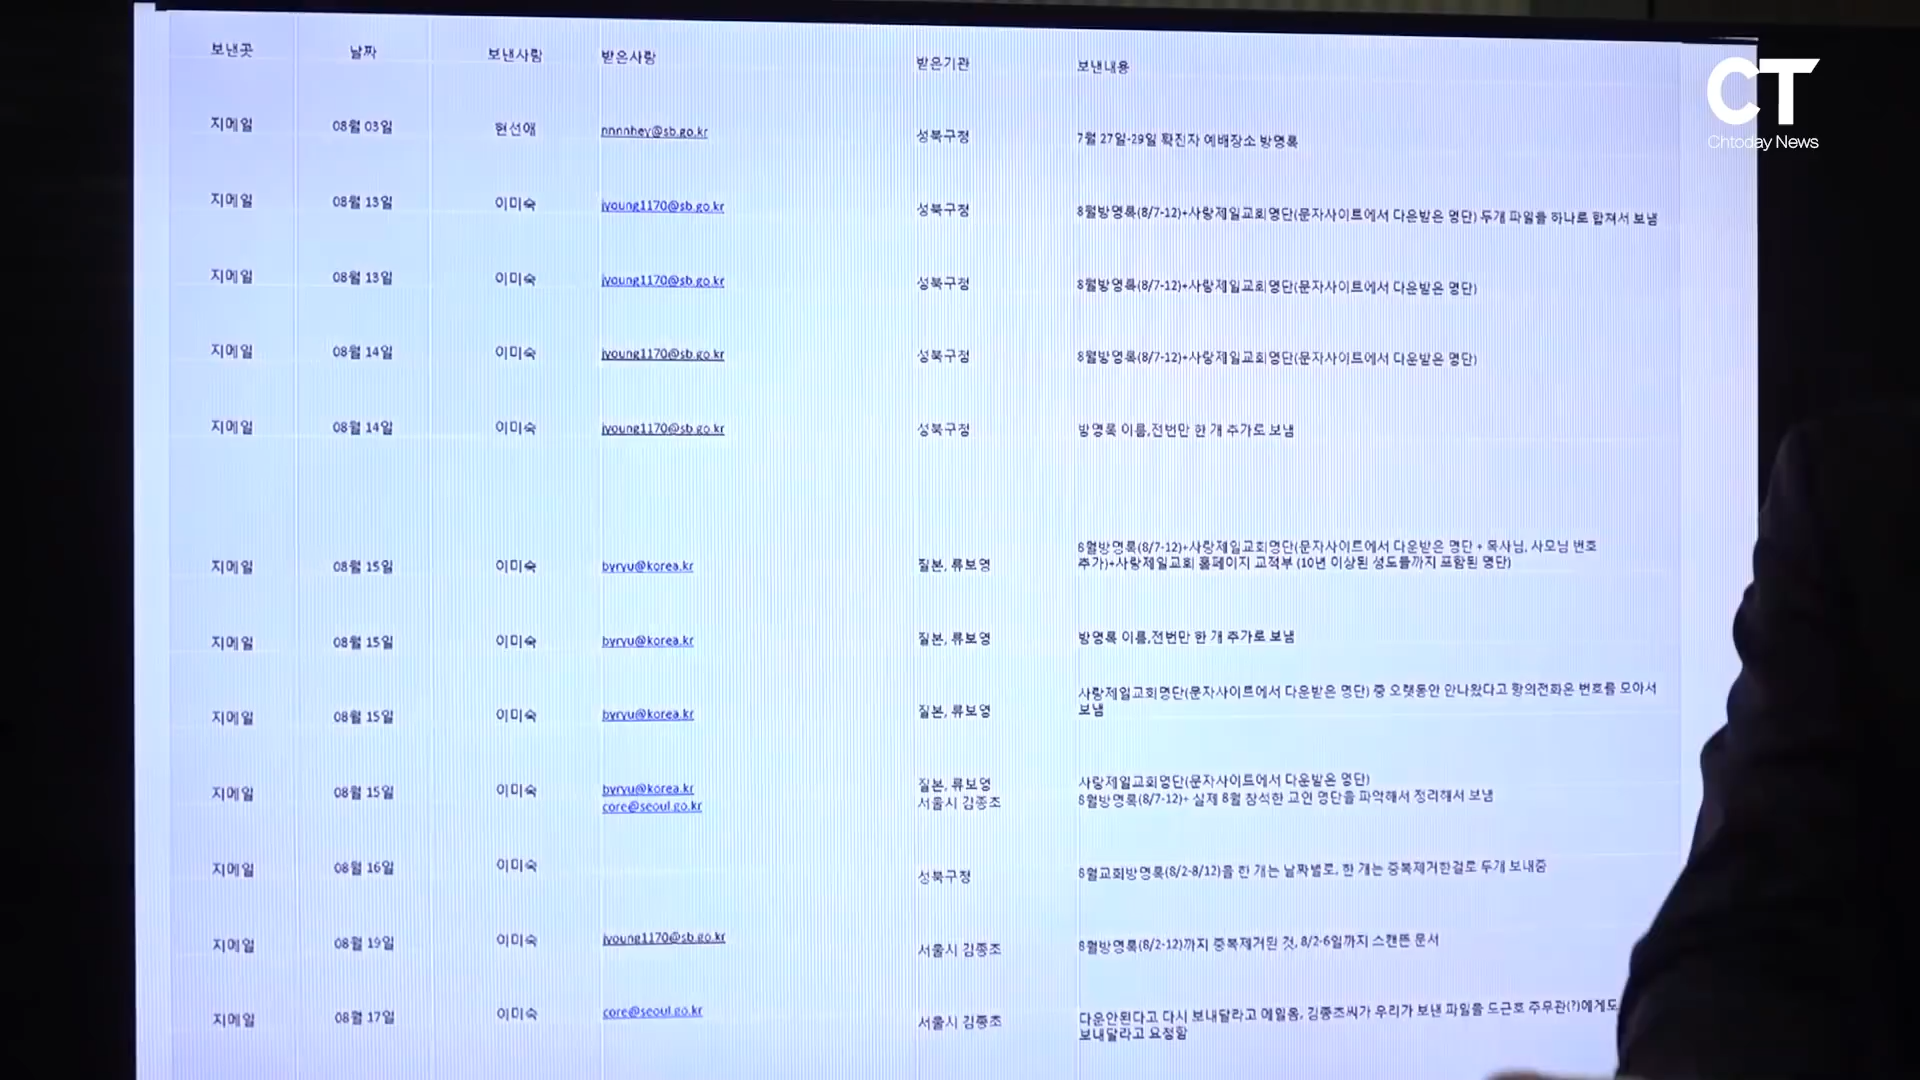 보낸곳 날짜 보낸사람 받은사람 받은기관 보낸내용
CT
Chtoday News
지메일 08월 03일 현선애 nnnnhey@sb.go.kr 성북구청 7월 27일-29일 확진자 예배장소 방명록
지메일 08월 13일 이미숙 jyoung1170@sb.go.kr 성북구청 8월방명록(8/7-12)+사랑제일교회명단(문자사이트에서 다운받은 명단) 두개 파일을 하나로 합쳐서 보냄
지메일 08월 13일 이미숙 jyoung1170@sb.go.kr 성북구청 8월방명록(8/7-12)+사랑제일교회명단(문자사이트에서 다운받은 명단)
지메일 08월 14일 이미숙 jyoung1170@sb.go.kr 성북구청 8월방명록(8/7-12)+사랑제일교회명단(문자사이트에서 다운받은 명단)
지메일 08월 14일 이미숙 jyoung1170@sb.go.kr 성북구청 방명록 이름,전번만 한 개 추가로 보냄
지메일 08월 15일 이미숙 byryu@korea.kr 질본, 류보영 8월방명록(8/7-12)+사랑제일교회명단(문자사이트에서 다운받은 명단 + 목사님, 사모님 번호
추가)+사랑제일교회 홈페이지 교적부 (10년 이상된 성도들까지 포함된 명단)
지메일 08월 15일 이미숙 byryu@korea.kr 질본, 류보영 방명록 이름,전번만 한 개 추가로 보냄
지메일 08월 15일 이미숙 byryu@korea.kr 질본, 류보영 사랑제일교회명단(문자사이트에서 다운받은 명단) 중 오랫동안 안나왔다고 항의전화온 번호를 모아서
보냄
지메일 08월 15일 이미숙 byryu@korea.kr 질본, 류보영 사랑제일교회명단(문자사이트에서 다운받은 명단)
core@seoul.go.kr 서울시 김종조 8월방명록(8/7-12)+ 실제 8월 참석한 교인 명단을 파악해서 정리해서 보냄
지메일 08월 16일 이미숙 성북구청 8월교회방명록(8/2-8/12)을 한 개는 날짜별로, 한 개는 중복제거한걸로 두개 보내줌
지메일 08월 19일 이미숙 jyoung1170@sb.go.kr 서울시 김종조 8월방명록(8/2-12)까지 중복제거된 것, 8/2-6일까지 스캔뜬 문서
지메일 08월 17일 이미숙 core@seoul.go.kr 서울시 김종조 다운안된다고 다시 보내달라고 메일옴, 김종조씨가 우리가 보낸 파일을 도근호 주무관(?)에게도
보내달라고 요청함